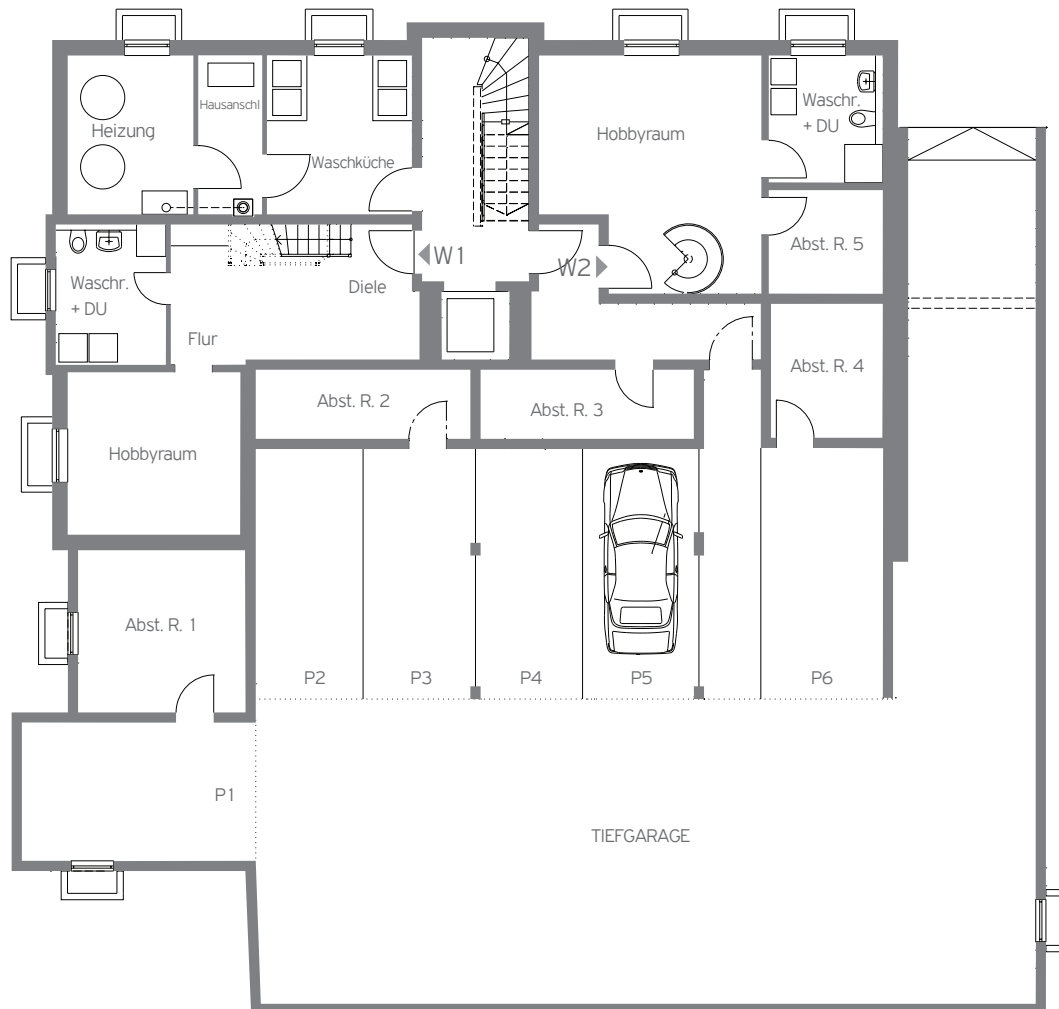 Heizung
Hausanschl
Waschküche
Hobbyraum
Waschr.
+ DU
Abst. R. 5
W1
W2
Waschr.
+ DU
Diele
Flur
Abst. R. 4
Abst. R. 2
Abst. R. 3
Hobbyraum
Abst. R. 1
P2
P3
P4
P5
P6
P1
TIEFGARAGE